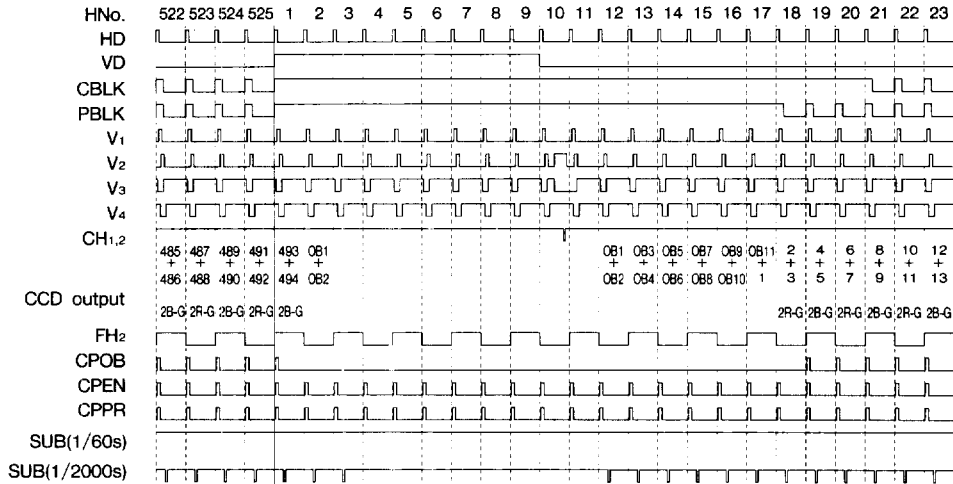 HNo. 522 523 524 525 1 2 3 4 5 6 7 8 9 10 11 12 13 14 15 16 17 18 19 20 21 22 23
HD
VD
CBLK
PBLK
V1
V2
V3
V4
CH1,2
485 487 489 491 493 OB1 OB1 OB3 OB5 OB7 OB9 OB11 2 4 6 8 10 12
+ + + + + + + + + + + + + + + + + +
486 488 490 492 494 OB2 OB2 OB4 OB6 OB8 OB10 1 3 5 7 9 11 13
CCD output
2B-G 2R-G 2B-G 2R-G 2B-G 2R-G 2B-G 2R-G 2B-G 2R-G 2B-G
FH2
CPOB
CPEN
CPPR
SUB(1/60s)
SUB(1/2000s)